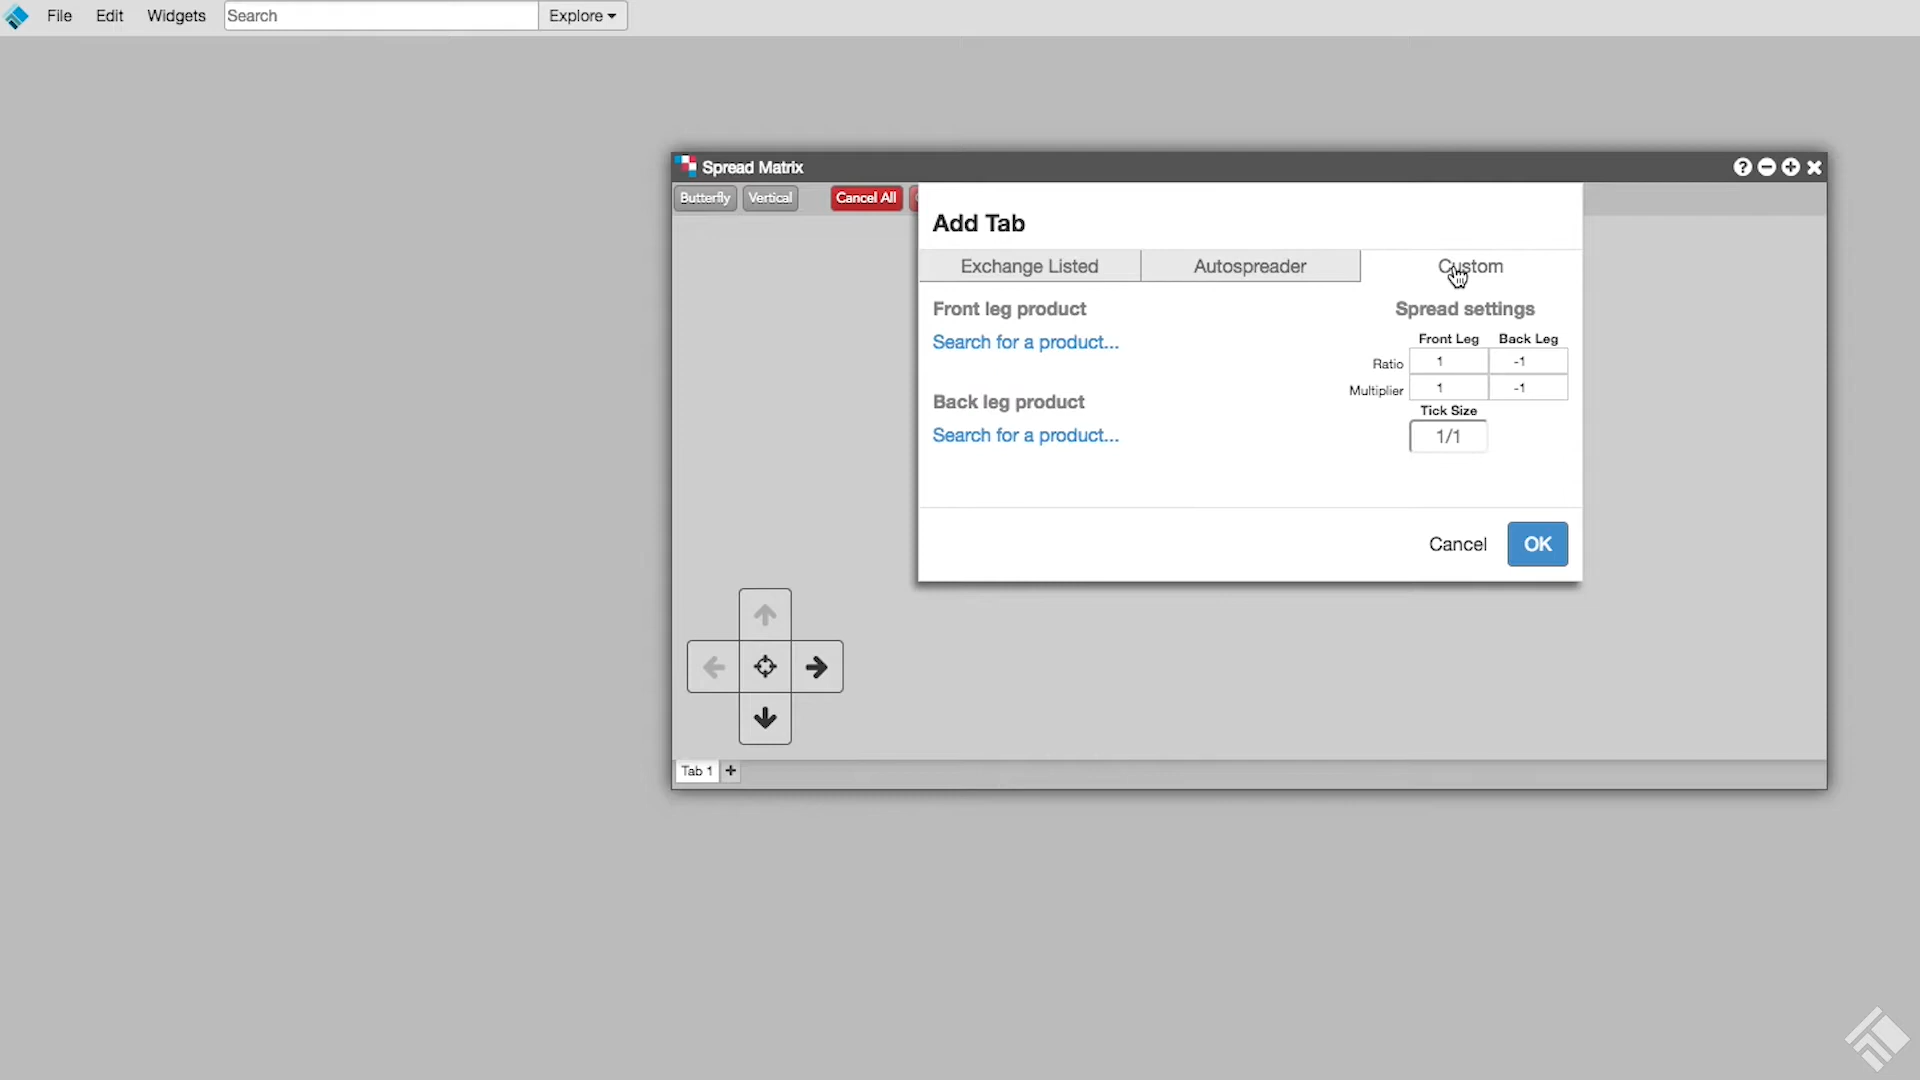 File Edit Widgets Search Explore
Spread Matrix
Butterfly Vertical Cancel All
Add Tab
Exchange Listed Autospreader Custom
Front leg product Spread settings
Search for a product...
Front Leg Back Leg
Ratio 1 -1
Multiplier 1 -1
Back leg product
Tick Size
Search for a product... 1/1
Cancel OK
Tab 1 +